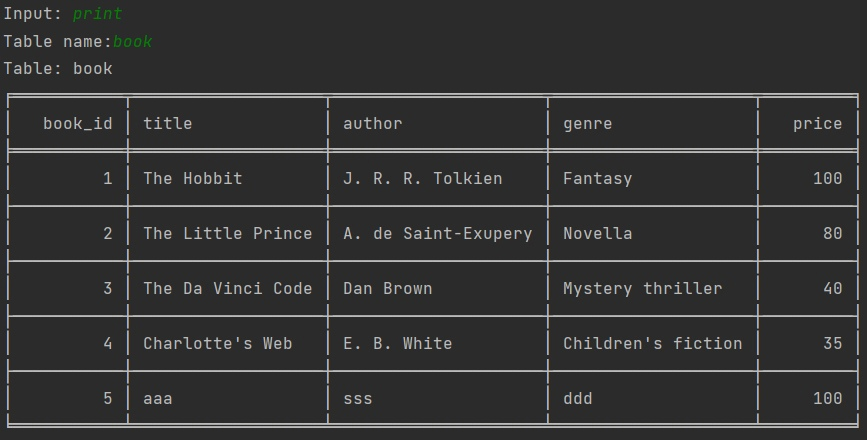 Input: print
Table name:book
Table: book
book_id title author genre price
1 The Hobbit J. R. R. Tolkien Fantasy 100
2 The Little Prince A. de Saint-Exupery Novella 80
3 The Da Vinci Code Dan Brown Mystery thriller 40
4 Charlotte's Web E. B. White Children's fiction 35
5 aaa sss ddd 100